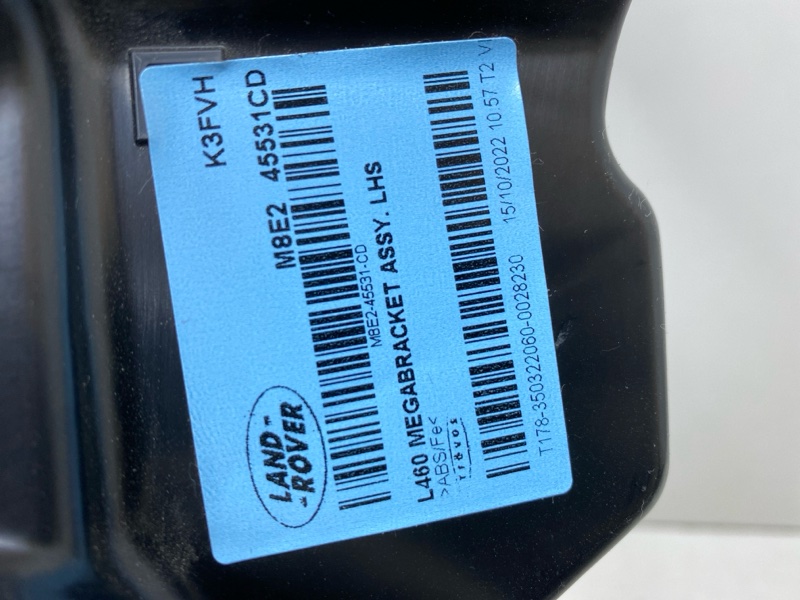 K3FVH
M8E2 45531CD
M8E2-45531-CD
LAND-
ROVER
L460 MEGABRACKET ASSY. LHS
>ABS/Fe<
T178-350322060-0028230 15/10/2022 10:57 T2 V